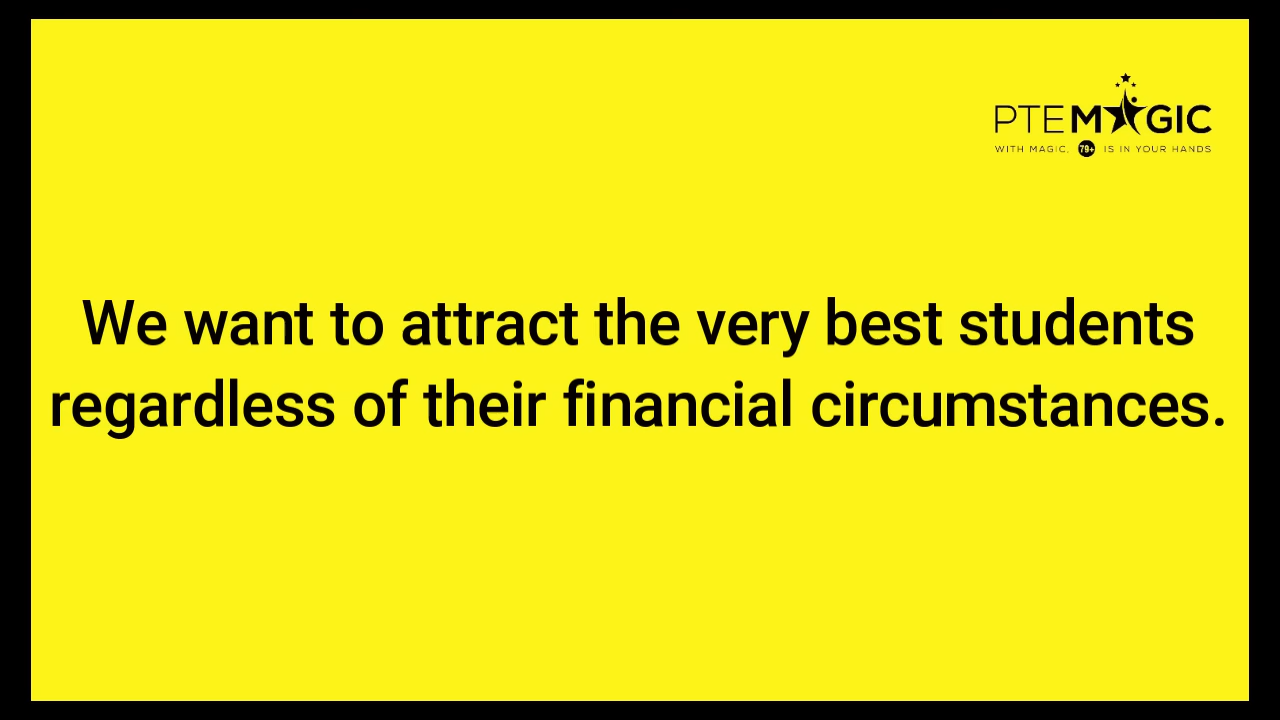 PTEMAGIC
WITH MAGIC, 79+ IS IN YOUR HANDS
We want to attract the very best students
regardless of their financial circumstances.